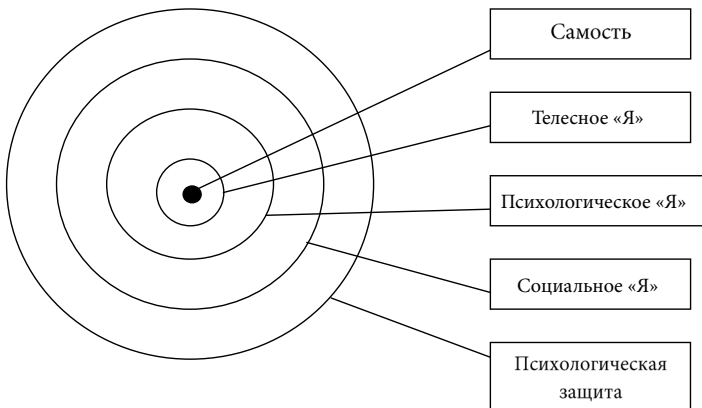 Самость
Телесное «Я»
Психологическое «Я»
Социальное «Я»
Психологическая
защита